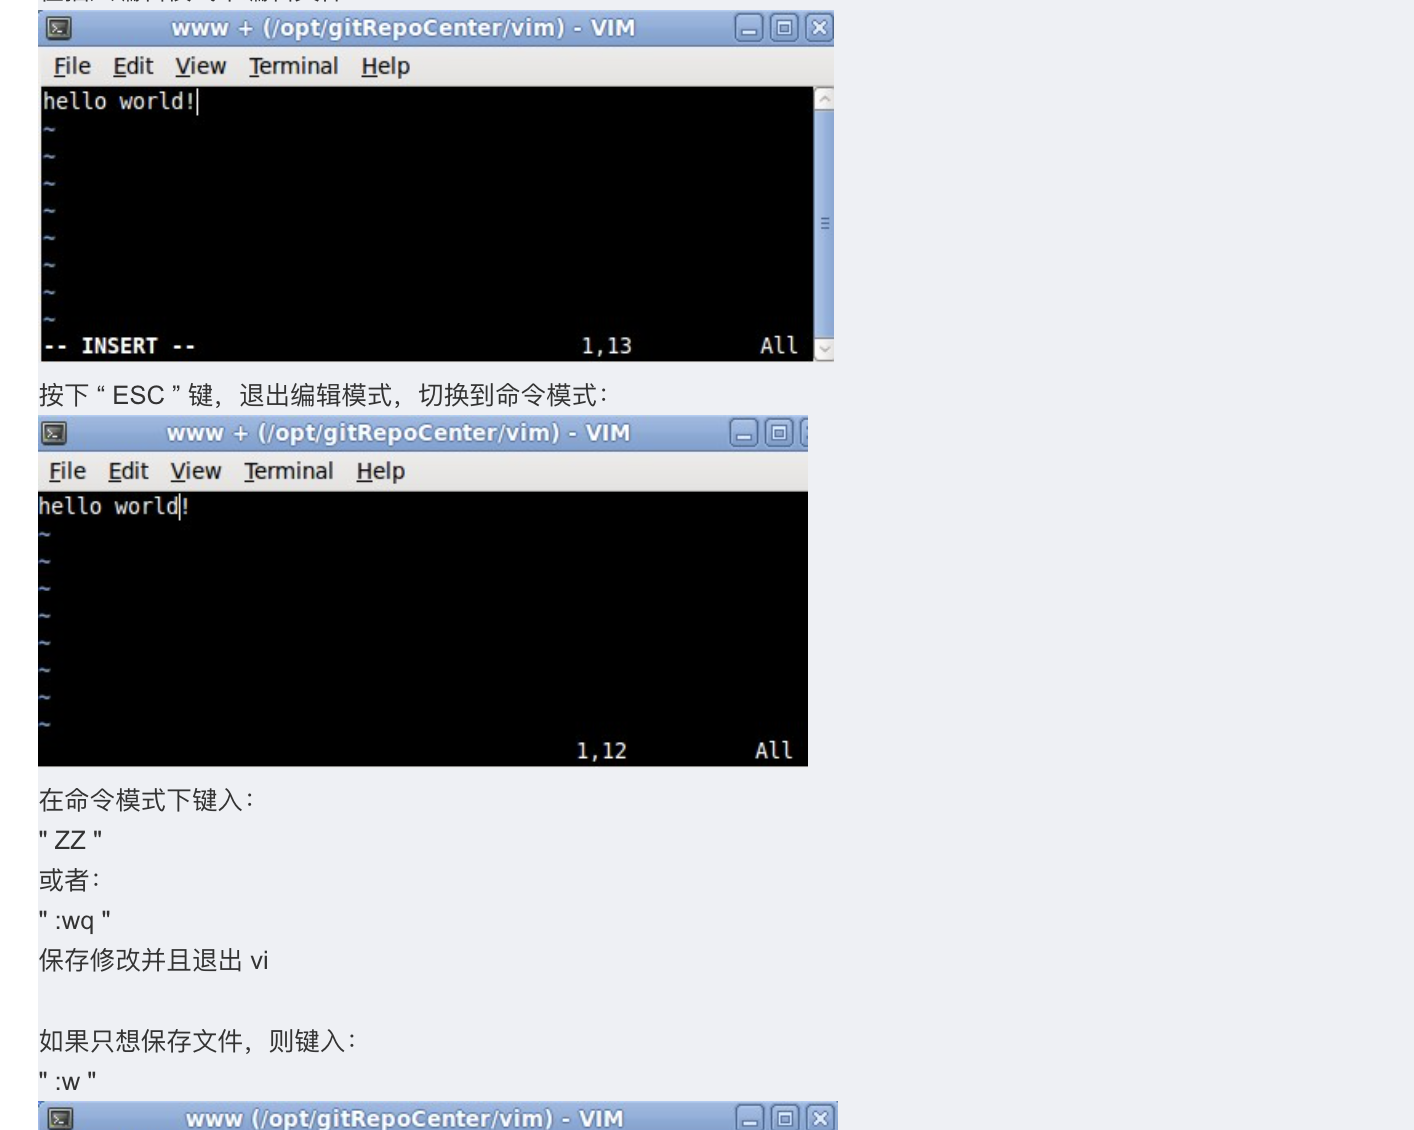 www + (/opt/gitRepoCenter/vim) - VIM
File Edit View Terminal Help
hello world!
~
~
~
~
~
~
~
~
-- INSERT -- 1,13 All
按下 “ ESC ” 键，退出编辑模式，切换到命令模式：
www + (/opt/gitRepoCenter/vim) - VIM
File Edit View Terminal Help
hello world!
~
~
~
~
~
~
~
~
1,12 All
在命令模式下键入：
" ZZ "
或者：
" :wq "
保存修改并且退出 vi
如果只想保存文件，则键入：
" :w "
www (/opt/gitRepoCenter/vim) - VIM